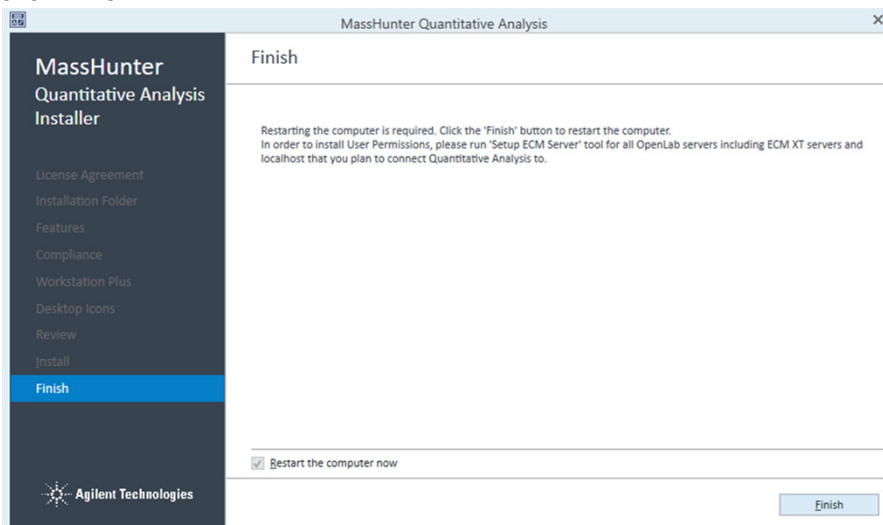 MassHunter Quantitative Analysis
MassHunter
Quantitative Analysis
Installer
License Agreement
Installation Folder
Features
Compliance
Workstation Plus
Desktop Icons
Review
Install
Finish
Agilent Technologies
Finish
Restarting the computer is required. Click the 'Finish' button to restart the computer.
In order to install User Permissions, please run 'Setup ECM Server' tool for all OpenLab servers including ECM XT servers and
localhost that you plan to connect Quantitative Analysis to.
Restart the computer now
Finish